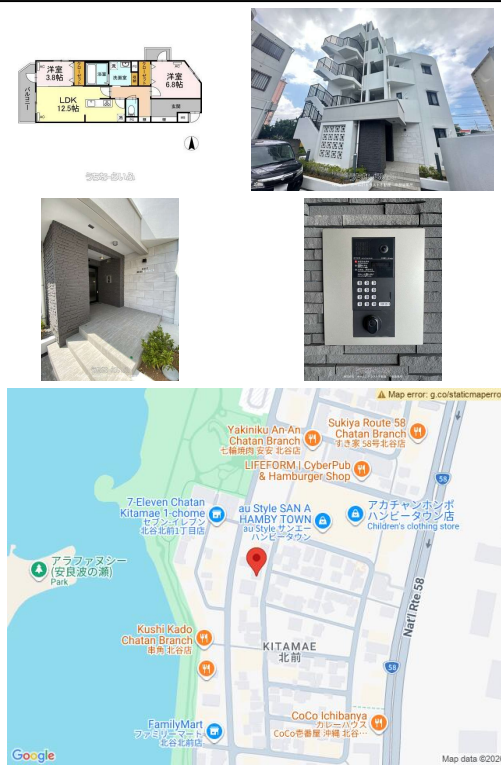 洋室
3.8帖
洋室
6.8帖
浴室
洗面室
LDK
12.5帖
玄関
バルコニー
Map error: g.co/staticmaperro
Yakiniku An-An
Chatan Branch
七輪焼肉 安安 北谷店
Sukiya Route 58
Chatan Branch
すき家 58号北谷店
LIFEFORM | CyberPub
& Hamburger Shop
58
7-Eleven Chatan
Kitamae 1-chome
セブン-イレブン
北谷北前1丁目店
au Style SAN A
HAMBY TOWN
au Style サンエー
ハンビータウン
アカチャンホンポ
ハンビータウン店
Children's clothing store
アラファヌシー
(安良波の瀬)
Park
Nat'l Rte 58
Kushi Kado
Chatan Branch
串角 北谷店
KITAMAE
北前
58
FamilyMart
ファミリーマート
北谷北前店
CoCo Ichibanya
カレーハウス
CoCo壱番屋 沖縄 北谷…
Google
Map data ©202